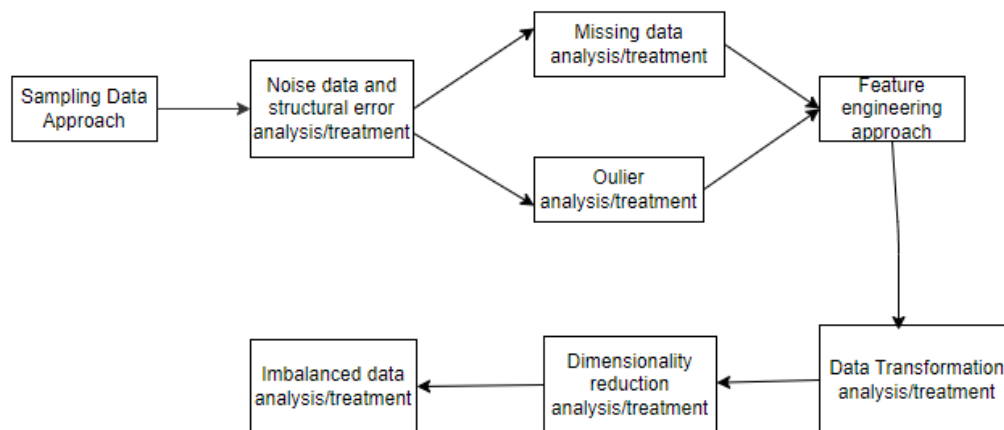 Sampling Data
Approach
Noise data and
structural error
analysis/treatment
Missing data
analysis/treatment
Oulier
analysis/treatment
Feature
engineering
approach
Data Transformation
analysis/treatment
Dimensionality
reduction
analysis/treatment
Imbalanced data
analysis/treatment